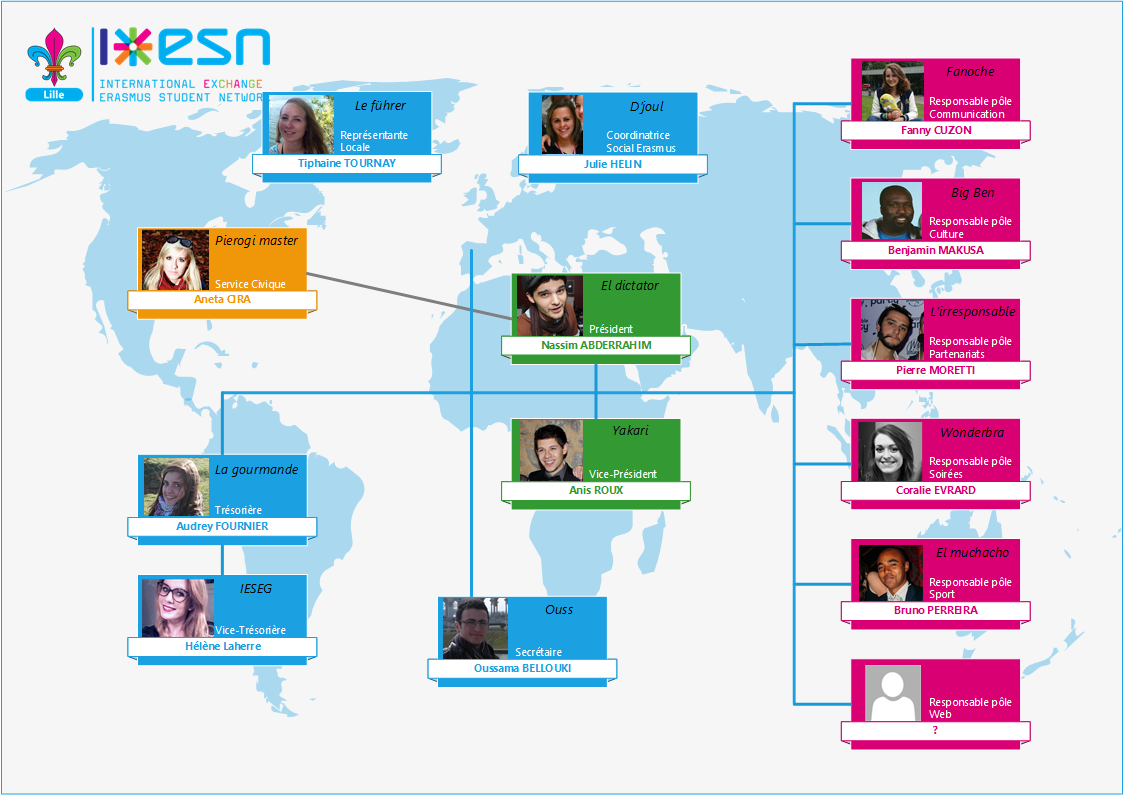 esn
INTERNATIONAL EXCHANGE
ERASMUS STUDENT NETWORK
Lille
Le führer
Représentante
Locale
Tiphaine TOURNAY
D'joul
Coordinatrice
Social Erasmus
Julie HELIN
Fanoche
Responsable pôle
Communication
Fanny CUZON
Big Ben
Responsable pôle
Culture
Benjamin MAKUSA
Pierogi master
Service Civique
Aneta CIRA
El dictator
Président
Nassim ABDERRAHIM
L'irresponsable
Responsable pôle
Partenariats
Pierre MORETTI
Yakari
Vice-Président
Anis ROUX
Wonderbra
Responsable pôle
Soirées
Coralie EVRARD
La gourmande
Trésorière
Audrey FOURNIER
El muchacho
Responsable pôle
Sport
Bruno PERREIRA
IESEG
Vice-Trésorière
Hélène Laherre
Ouss
Secrétaire
Oussama BELLOUKI
Responsable pôle
Web
?